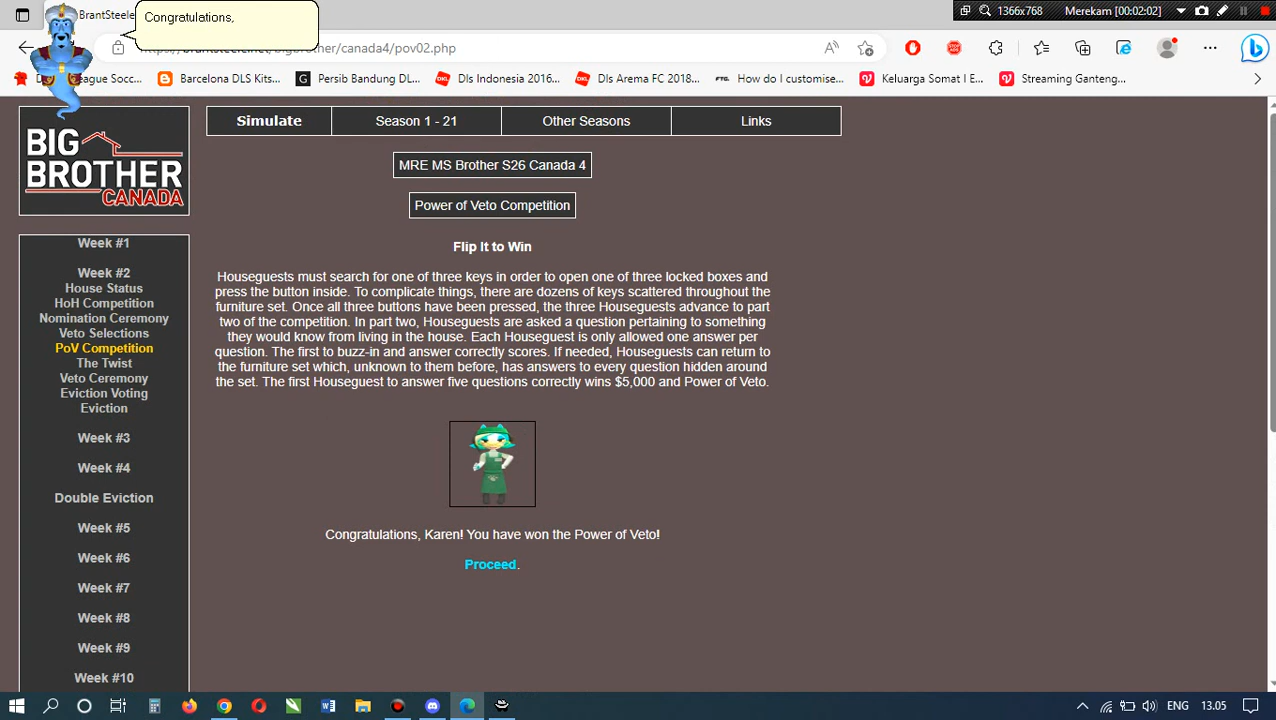 BrantSteele
Congratulations,
1366x768
Merekam [00:02:02]
brantsteele.net/bigbrother/canada4/pov02.php
League Socc...
Barcelona DLS Kits...
Persib Bandung DL...
Dls Indonesia 2016...
Dls Arema FC 2018...
How do I customise...
Keluarga Somat I E...
Streaming Ganteng...
BIG
BROTHER
CANADA
Simulate
Season 1 - 21
Other Seasons
Links
MRE MS Brother S26 Canada 4
Power of Veto Competition
Flip It to Win
Houseguests must search for one of three keys in order to open one of three locked boxes and
press the button inside. To complicate things, there are dozens of keys scattered throughout the
furniture set. Once all three buttons have been pressed, the three Houseguests advance to part
two of the competition. In part two, Houseguests are asked a question pertaining to something
they would know from living in the house. Each Houseguest is only allowed one answer per
question. The first to buzz-in and answer correctly scores. If needed, Houseguests can return to
the furniture set which, unknown to them before, has answers to every question hidden around
the set. The first Houseguest to answer five questions correctly wins $5,000 and Power of Veto.
Congratulations, Karen! You have won the Power of Veto!
Proceed.
Week #1
Week #2
House Status
HoH Competition
Nomination Ceremony
Veto Selections
PoV Competition
The Twist
Veto Ceremony
Eviction Voting
Eviction
Week #3
Week #4
Double Eviction
Week #5
Week #6
Week #7
Week #8
Week #9
Week #10
ENG
13.05